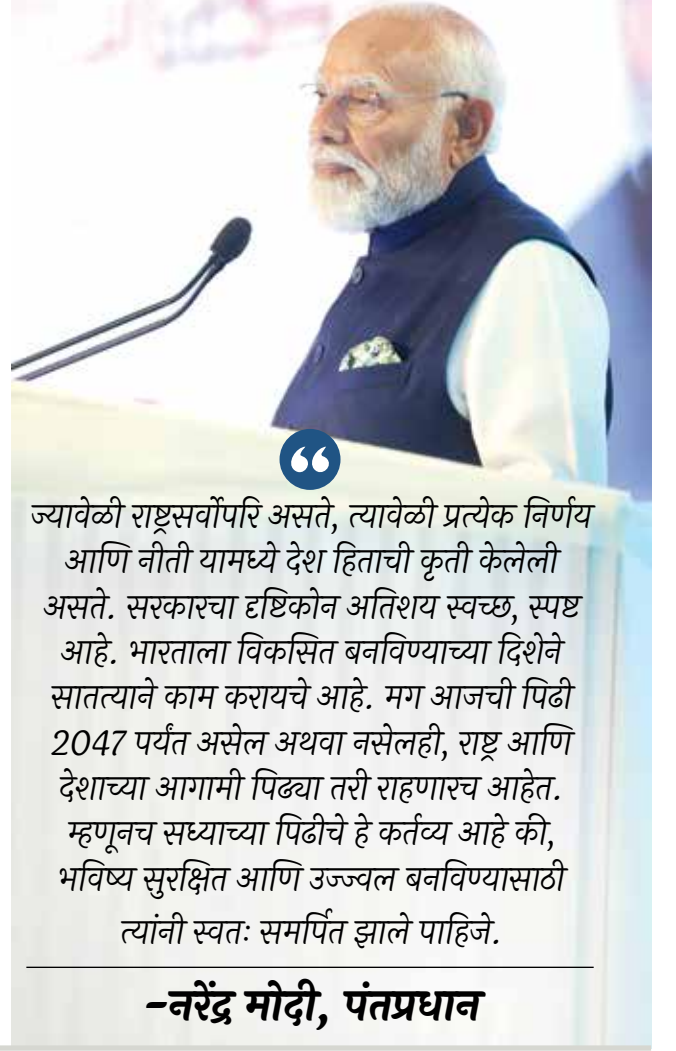 ज्यावेळी राष्ट्रसर्वोपरि असते, त्यावेळी प्रत्येक निर्णय
आणि नीती यामध्ये देश हिताची कृती केलेली
असते. सरकारचा दृष्टिकोन अतिशय स्वच्छ, स्पष्ट
आहे. भारताला विकसित बनविण्याच्या दिशेने
सातत्याने काम करायचे आहे. मग आजची पिढी
2047 पर्यंत असेल अथवा नसेलही, राष्ट्र आणि
देशाच्या आगामी पिढ्या तरी राहणारच आहेत.
म्हणूनच सध्याच्या पिढीचे हे कर्तव्य आहे की,
भविष्य सुरक्षित आणि उज्ज्वल बनविण्यासाठी
त्यांनी स्वतः समर्पित झाले पाहिजे.
-नरेंद्र मोदी, पंतप्रधान